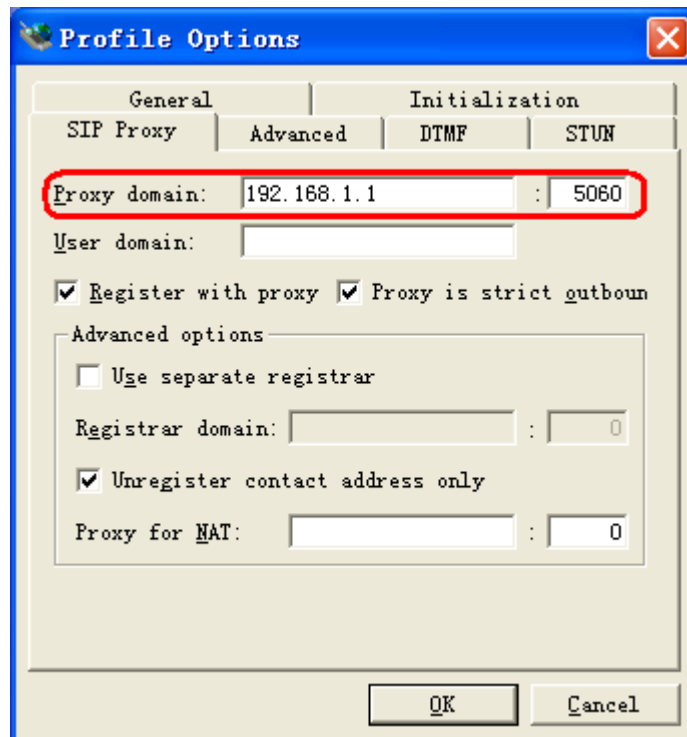 Profile Options
General Initialization
SIP Proxy Advanced DTMF STUN
Proxy domain: 192.168.1.1 : 5060
User domain:
Register with proxy Proxy is strict outboun
Advanced options
Use separate registrar
Registrar domain: : 0
Unregister contact address only
Proxy for NAT: : 0
OK Cancel